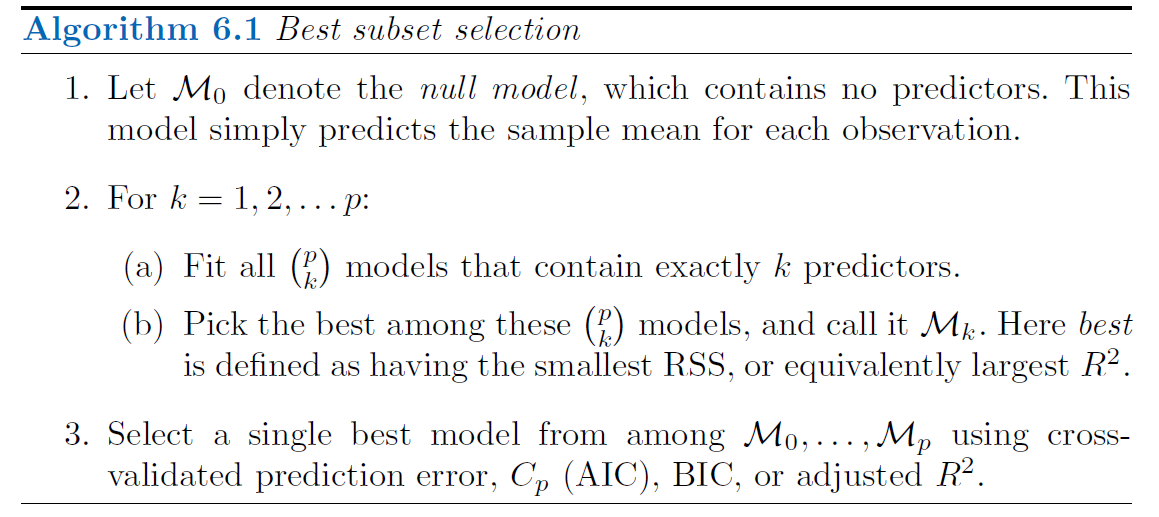 Algorithm 6.1 Best subset selection
1. Let $\mathcal{M}_0$ denote the null model, which contains no predictors. This
model simply predicts the sample mean for each observation.
2. For $k = 1, 2, \ldots p$:
(a) Fit all $\binom{p}{k}$ models that contain exactly $k$ predictors.
(b) Pick the best among these $\binom{p}{k}$ models, and call it $\mathcal{M}_k$. Here best
is defined as having the smallest RSS, or equivalently largest $R^2$.
3. Select a single best model from among $\mathcal{M}_0, \ldots, \mathcal{M}_p$ using cross-
validated prediction error, $C_p$ (AIC), BIC, or adjusted $R^2$.